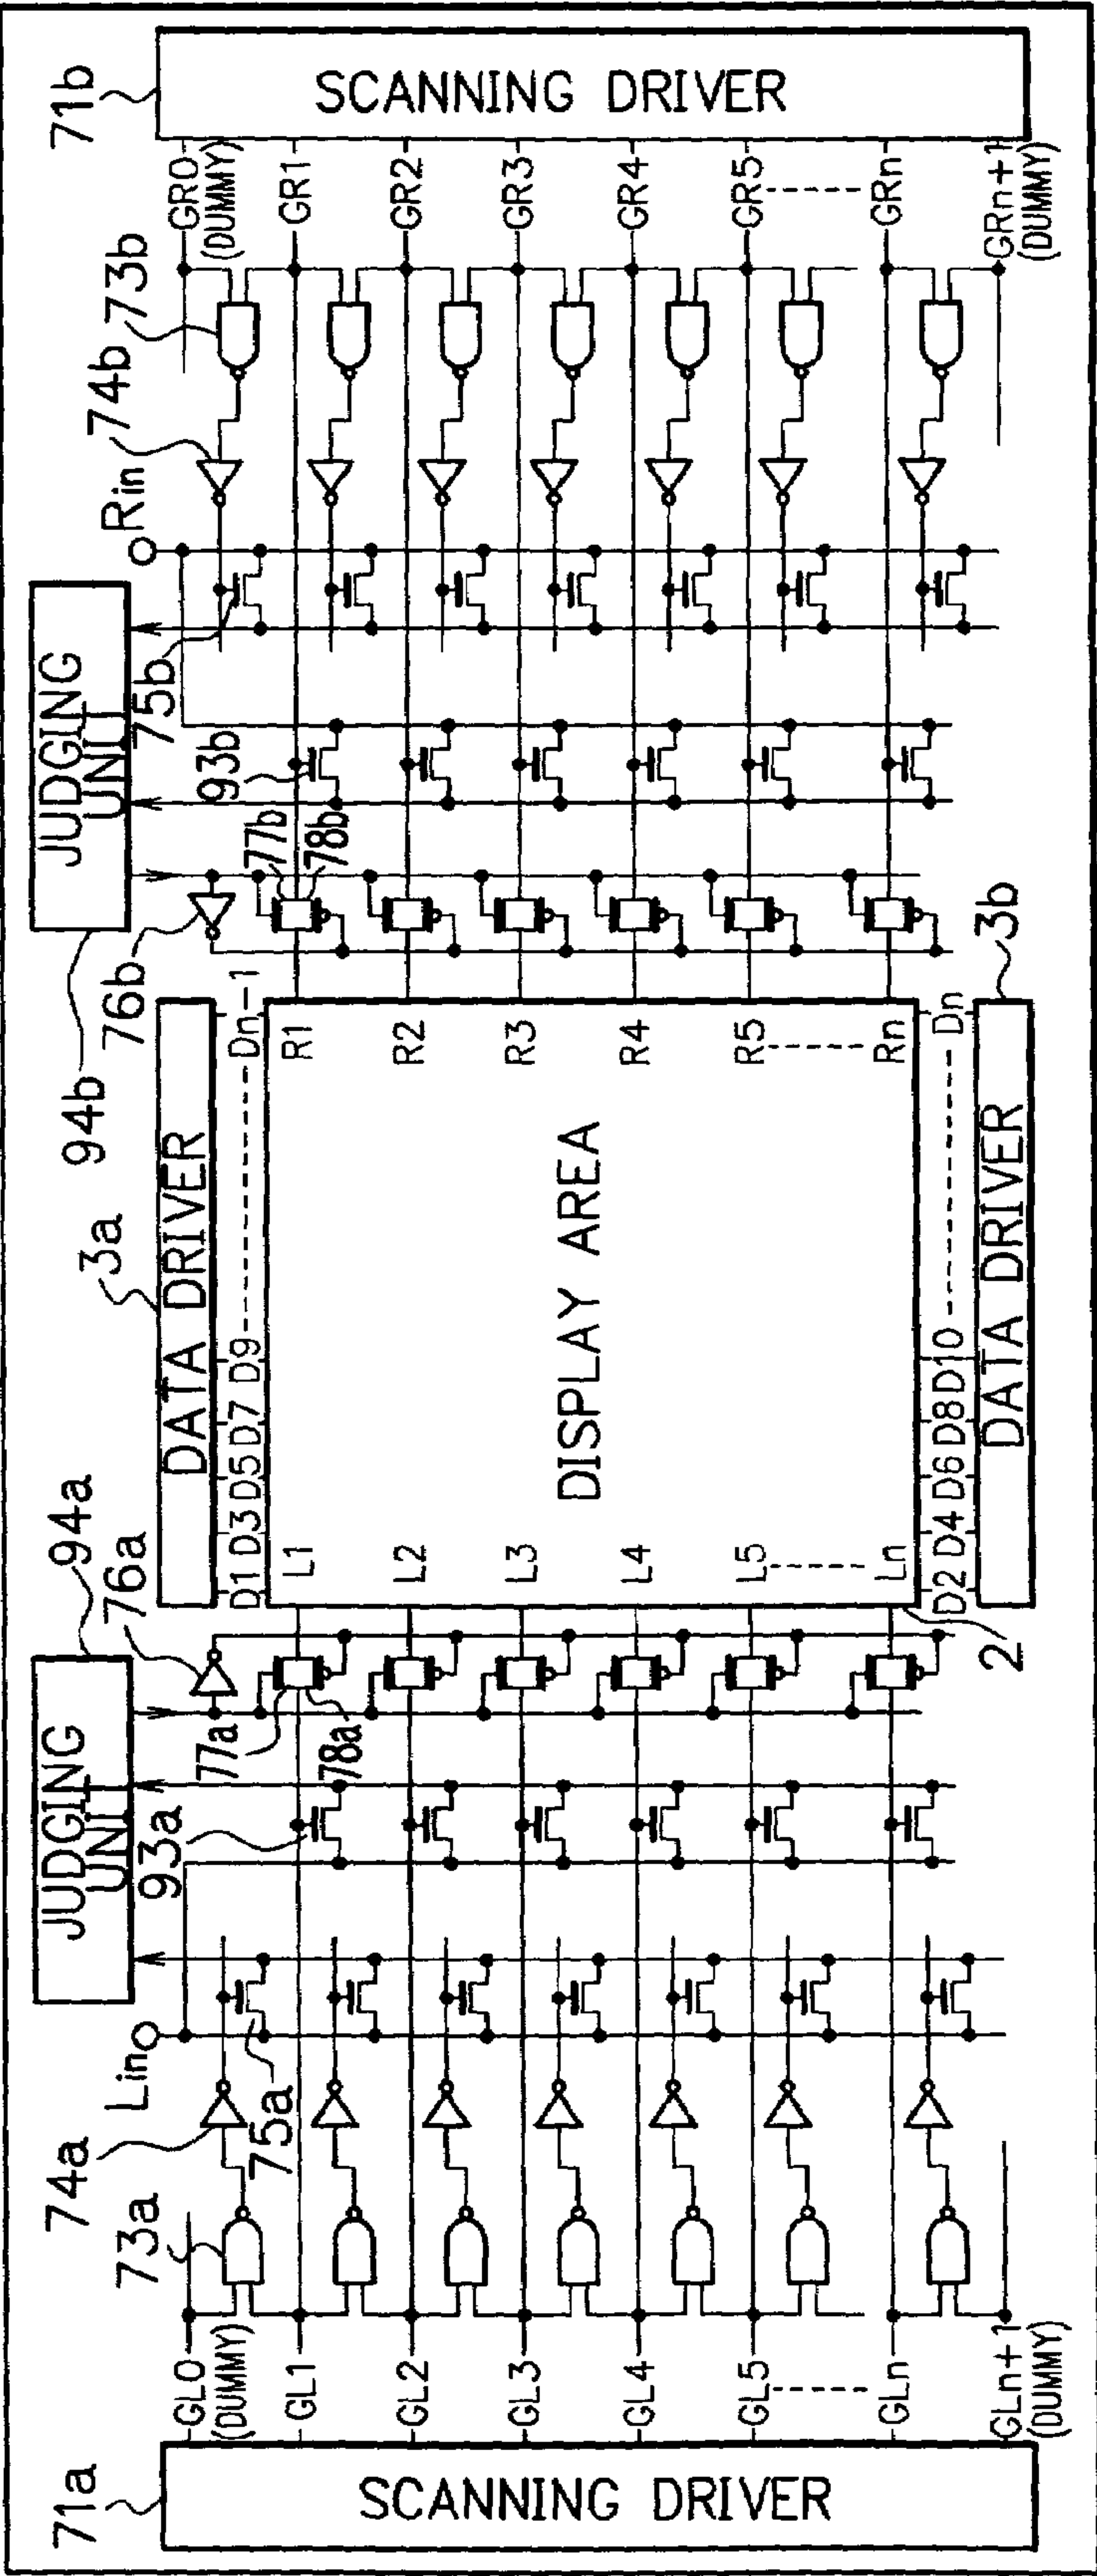 71a
SCANNING DRIVER
GL0
(DUMMY)
GL1
GL2
GL3
GL4
GL5
GLn
GLn+1
(DUMMY)
73a
74a
Lin
75a
93a
JUDGING
UNIT
94a
76a
77a
78a
DATA DRIVER
3a
D1 D3 D5 D7 D9 Dn-1
L1
L2
L3
L4
L5
Ln
DISPLAY AREA
R1
R2
R3
R4
R5
Rn
D2 D4 D6 D8 D10 Dn
DATA DRIVER
3b
2
JUDGING
UNIT
94b
76b
77b
78b
93b
75b
Rin
74b
73b
GR0
(DUMMY)
GR1
GR2
GR3
GR4
GR5
GRn
GRn+1
(DUMMY)
SCANNING DRIVER
71b